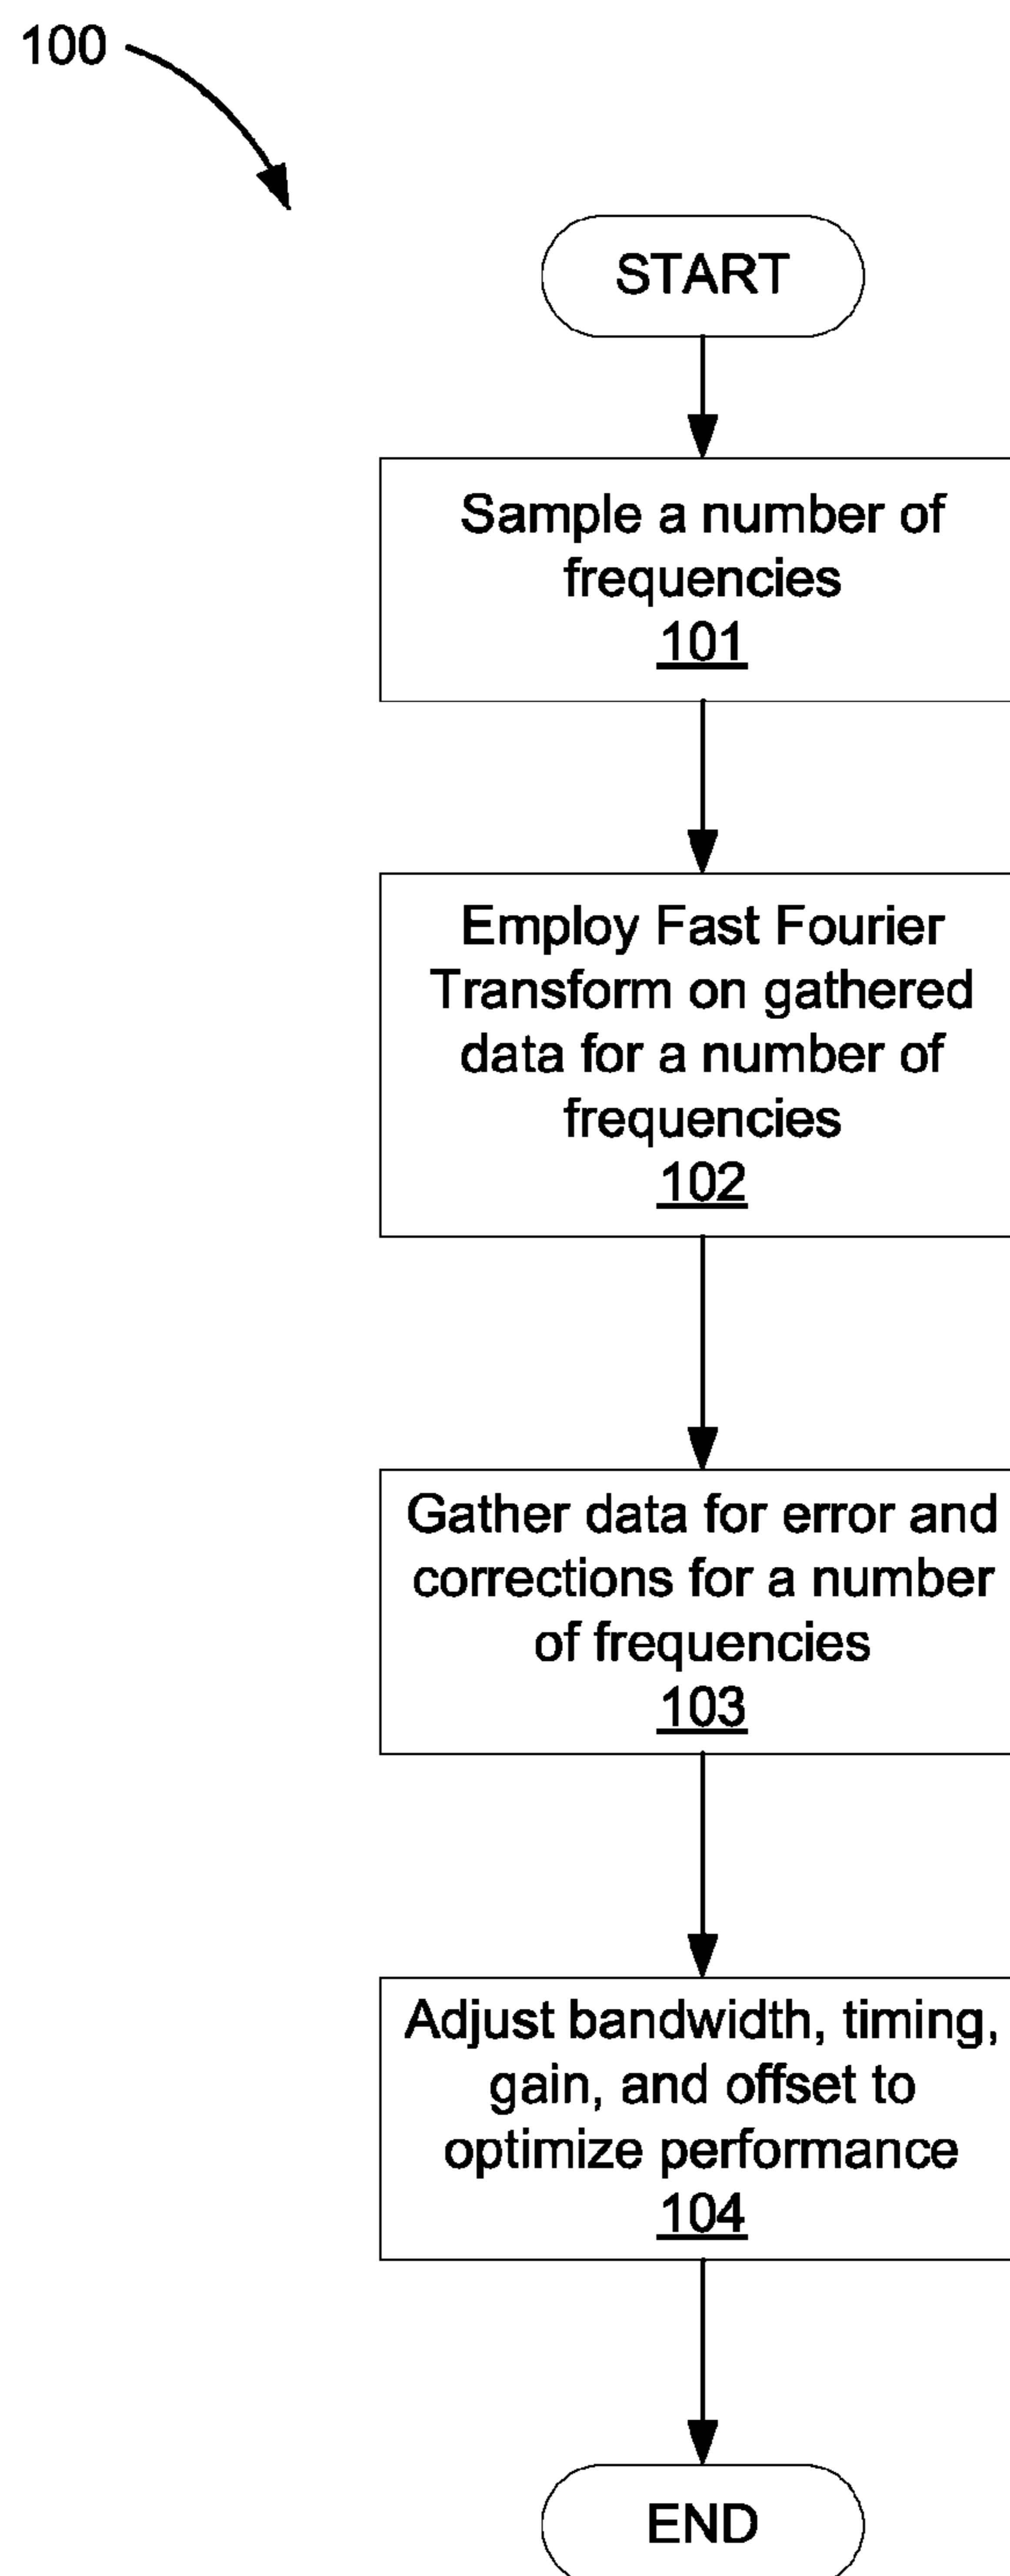 100
START
Sample a number of
frequencies
101
Employ Fast Fourier
Transform on gathered
data for a number of
frequencies
102
Gather data for error and
corrections for a number
of frequencies
103
Adjust bandwidth, timing,
gain, and offset to
optimize performance
104
END